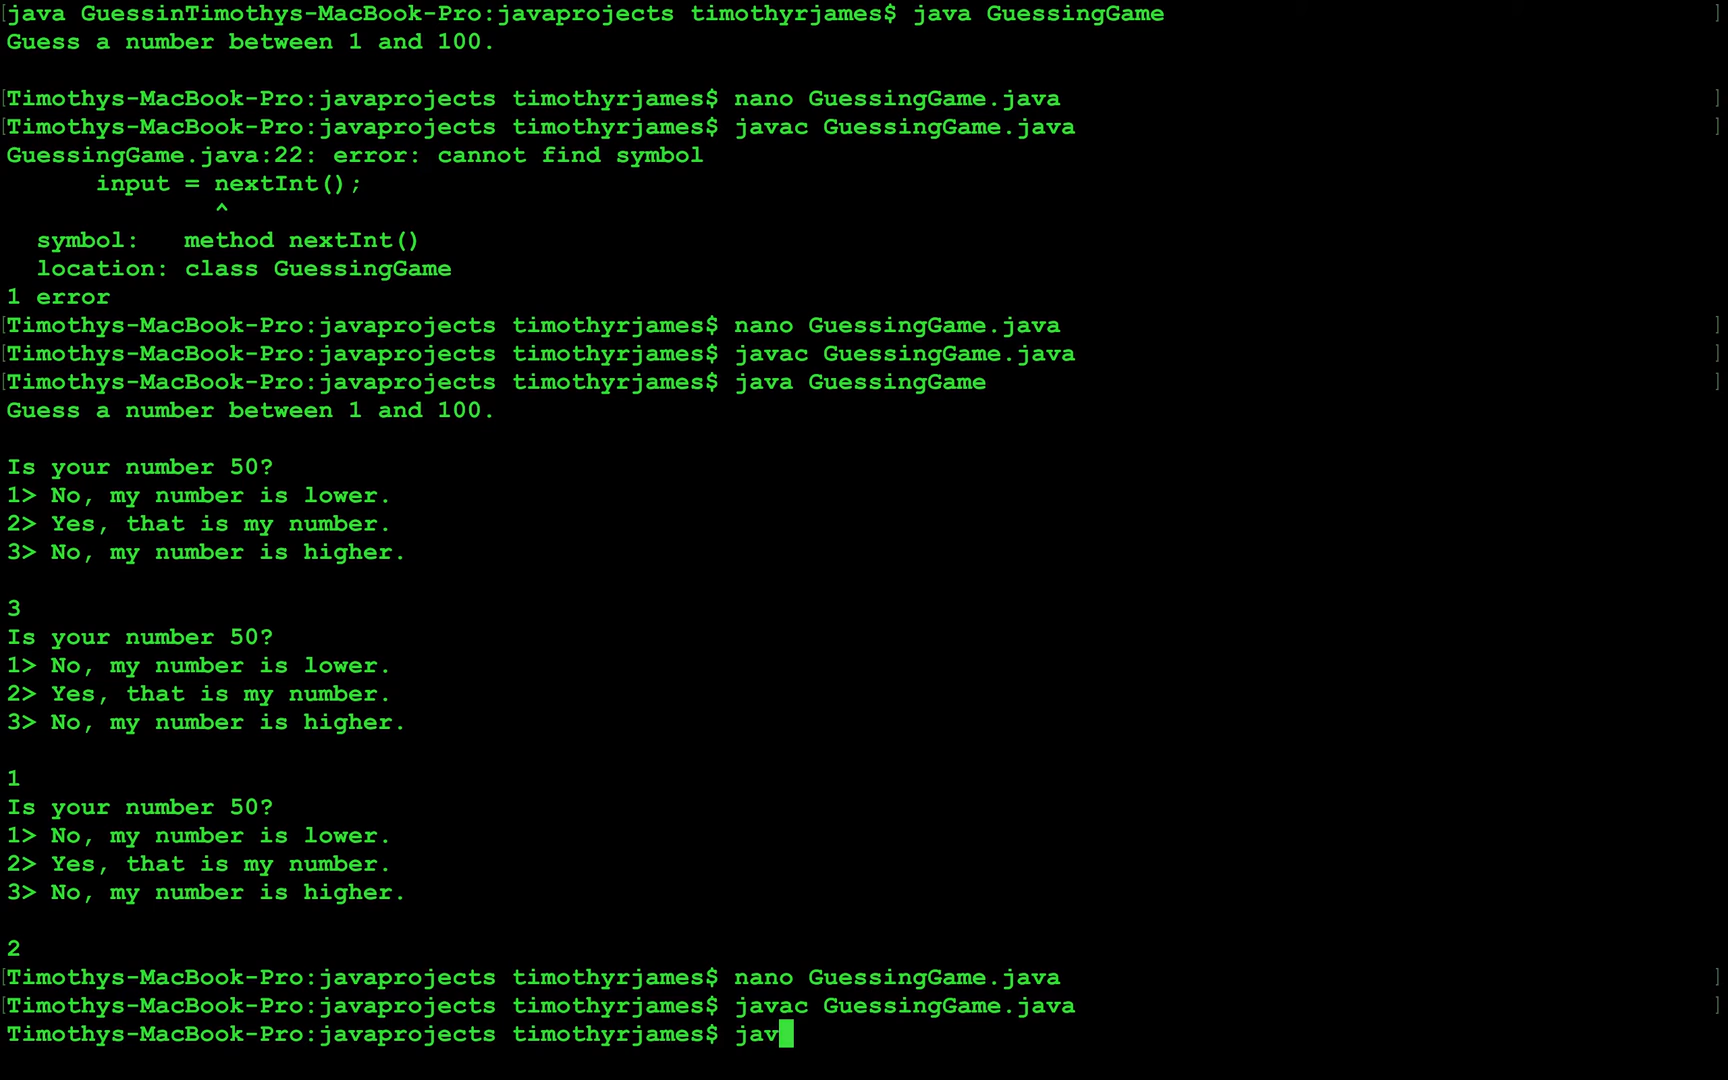 [java GuessinTimothys-MacBook-Pro:javaprojects timothyrjames$ java GuessingGame ]
Guess a number between 1 and 100.
[Timothys-MacBook-Pro:javaprojects timothyrjames$ nano GuessingGame.java ]
[Timothys-MacBook-Pro:javaprojects timothyrjames$ javac GuessingGame.java ]
GuessingGame.java:22: error: cannot find symbol
      input = nextInt();
              ^
  symbol:   method nextInt()
  location: class GuessingGame
1 error
[Timothys-MacBook-Pro:javaprojects timothyrjames$ nano GuessingGame.java ]
[Timothys-MacBook-Pro:javaprojects timothyrjames$ javac GuessingGame.java ]
[Timothys-MacBook-Pro:javaprojects timothyrjames$ java GuessingGame ]
Guess a number between 1 and 100.
Is your number 50?
1> No, my number is lower.
2> Yes, that is my number.
3> No, my number is higher.
3
Is your number 50?
1> No, my number is lower.
2> Yes, that is my number.
3> No, my number is higher.
1
Is your number 50?
1> No, my number is lower.
2> Yes, that is my number.
3> No, my number is higher.
2
[Timothys-MacBook-Pro:javaprojects timothyrjames$ nano GuessingGame.java ]
[Timothys-MacBook-Pro:javaprojects timothyrjames$ javac GuessingGame.java ]
Timothys-MacBook-Pro:javaprojects timothyrjames$ jav